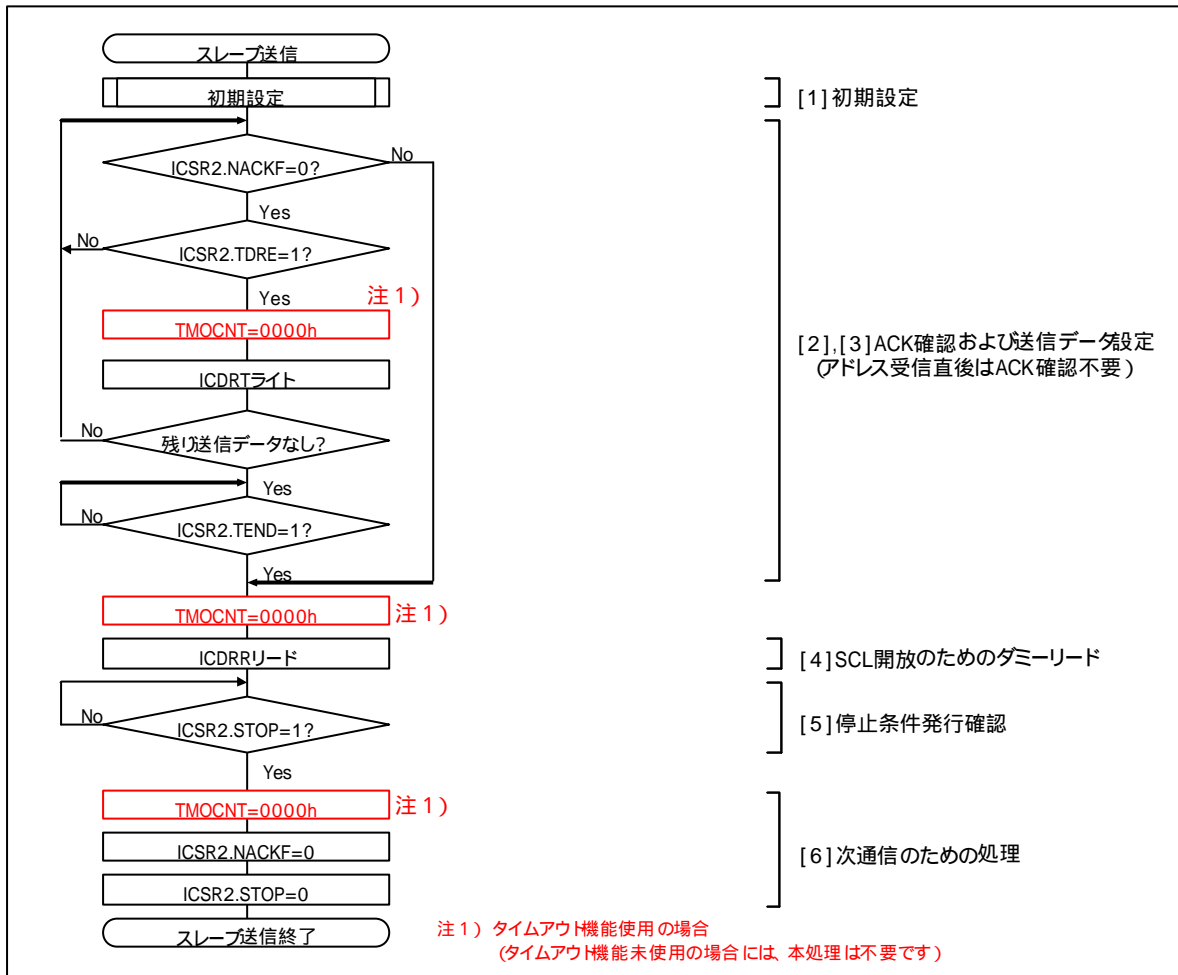 スレーブ送信
初期設定
[1]初期設定
ICSR2.NACKF=0?
No
Yes
ICSR2.TDRE=1?
No
Yes
注1)
TMOCNT=0000h
[2],[3]ACK確認および送信データ設定
(アドレス受信直後はACK確認不要)
ICDRTライト
残り送信データなし?
No
Yes
ICSR2.TEND=1?
No
Yes
TMOCNT=0000h
注1)
ICDRRリード
[4]SCL開放のためのダミーリード
ICSR2.STOP=1?
No
[5]停止条件発行確認
Yes
TMOCNT=0000h
注1)
ICSR2.NACKF=0
[6]次通信のための処理
ICSR2.STOP=0
スレーブ送信終了
注1) タイムアウト機能使用の場合
(タイムアウト機能未使用の場合には、本処理は不要です)